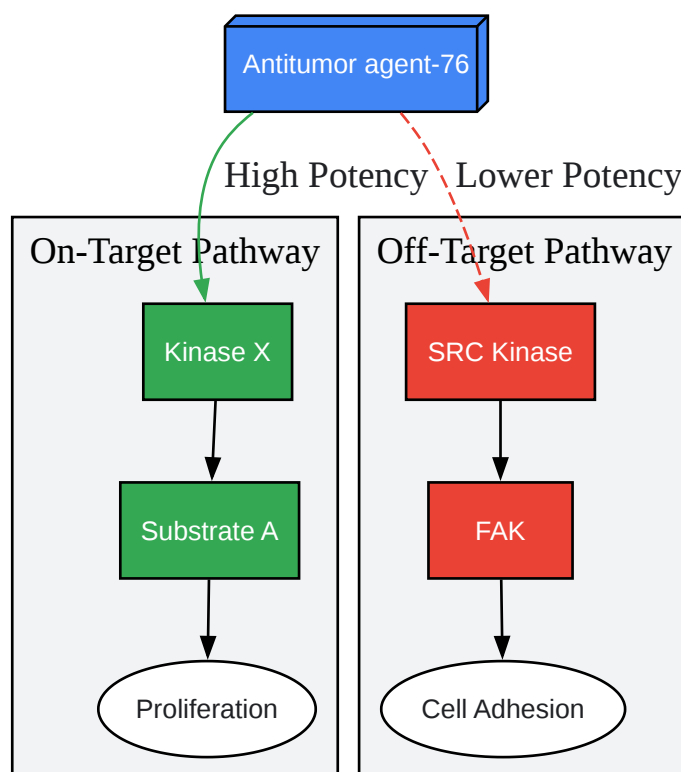 Antitumor agent-76
High Potency
Lower Potency
On-Target Pathway
Off-Target Pathway
Kinase X
SRC Kinase
Substrate A
FAK
Proliferation
Cell Adhesion